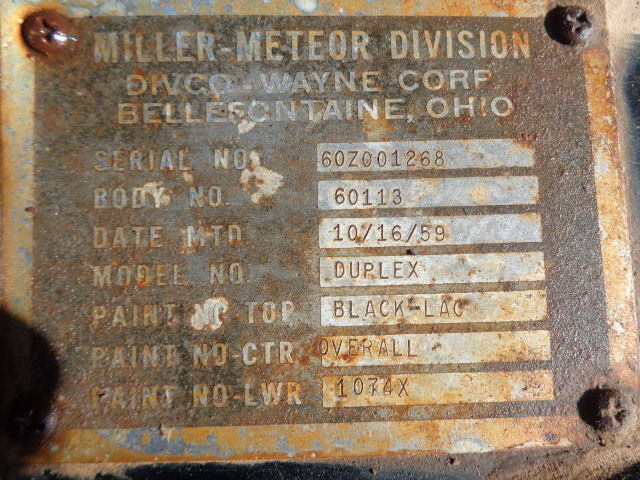 MILLER-METEOR DIVISION
DIVCO-WAYNE CORP
BELLEFONTAINE, OHIO
SERIAL NO. 60Z001268
BODY NO. 60113
DATE MTD 10/16/59
MODEL NO. DUPLEX
PAINT NO TOP BLACK-LAC
PAINT NO CTR OVERALL
PAINT NO-LWR 1074X